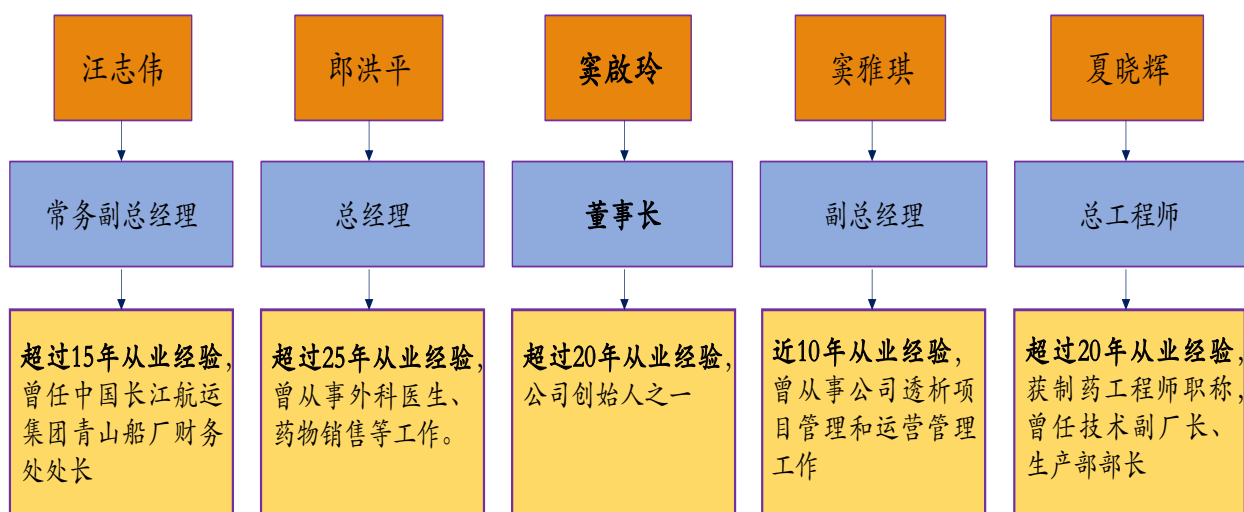 汪志伟
郎洪平
窦啟玲
窦雅琪
夏晓辉
常务副总经理
总经理
董事长
副总经理
总工程师
超过15年从业经验，
曾任中国长江航运
集团青山船厂财务
处处长
超过25年从业经验，
曾从事外科医生、
药物销售等工作。
超过20年从业经验，
公司创始人之一
近10年从业经验，
曾从事公司透析项
目管理和运营管理
工作
超过20年从业经验，
获制药工程师职称，
曾任技术副厂长、
生产部部长